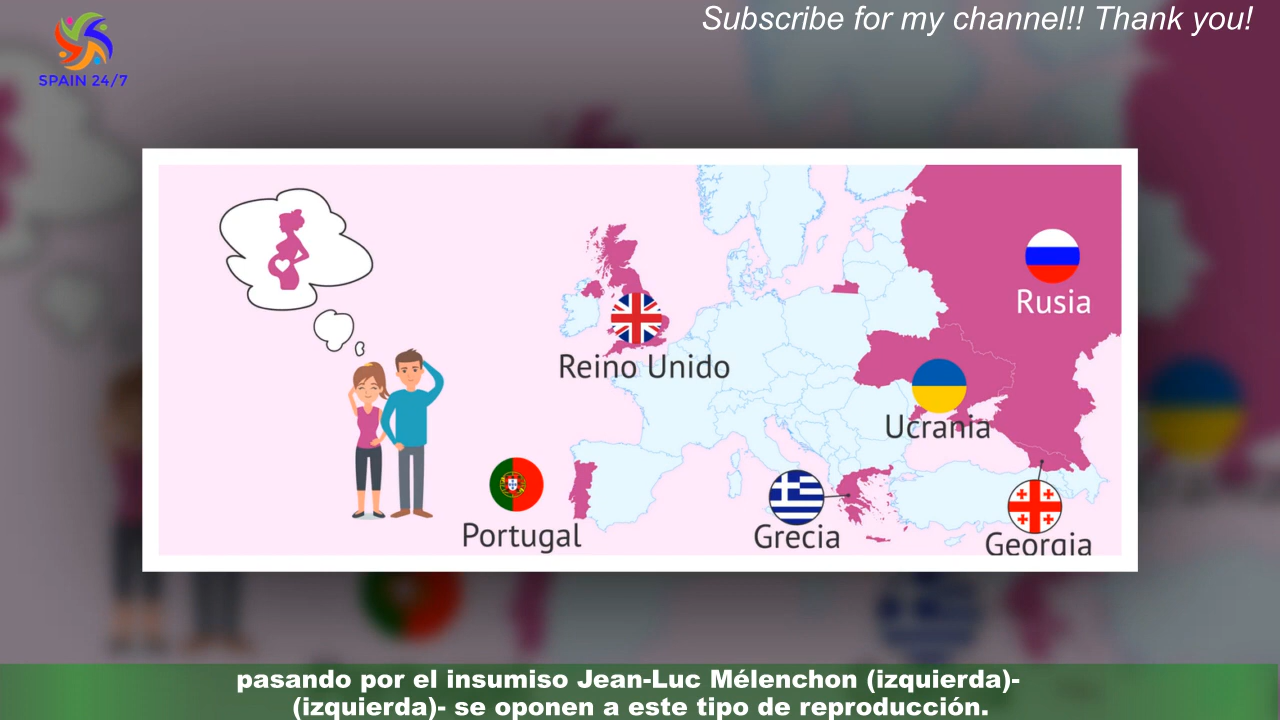 Subscribe for my channel!! Thank you!
SPAIN 24/7
Rusia
Reino Unido
Ucrania
Portugal
Grecia
Georgia
pasando por el insumiso Jean-Luc Mélenchon (izquierda)-
(izquierda)- se oponen a este tipo de reproducción.